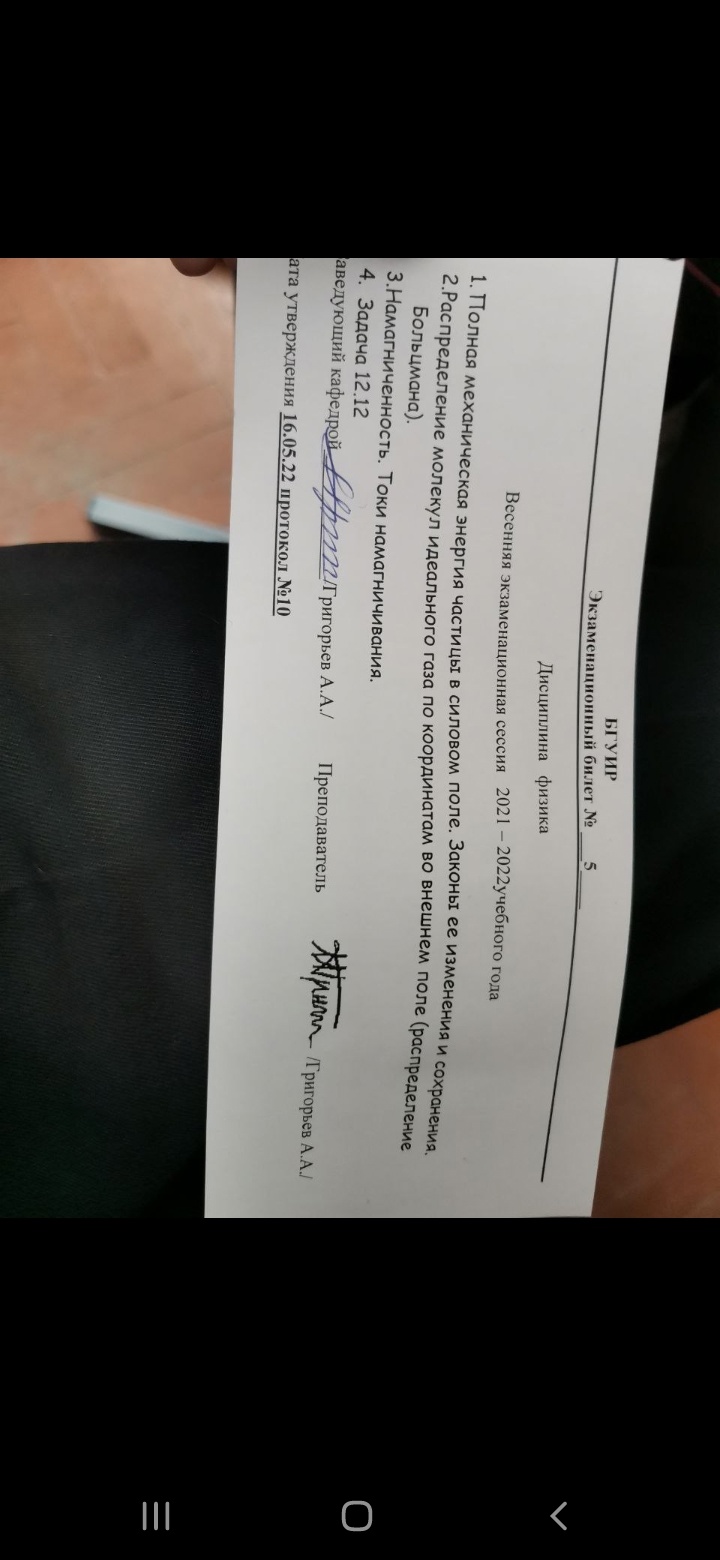 БГУИР
Экзаменационный билет № 5
Дисциплина физика
Весенняя экзаменационная сессия 2021 – 2022учебного года
1. Полная механическая энергия частицы в силовом поле. Законы ее изменения и сохранения.
2.Распределение молекул идеального газа по координатам во внешнем поле (распределение
Больцмана).
3.Намагниченность. Токи намагничивания.
4. Задача 12.12
аведующий кафедрой /Григорьев А.А./ Преподаватель /Григорьев А.А./
ата утверждения 16.05.22 протокол №10